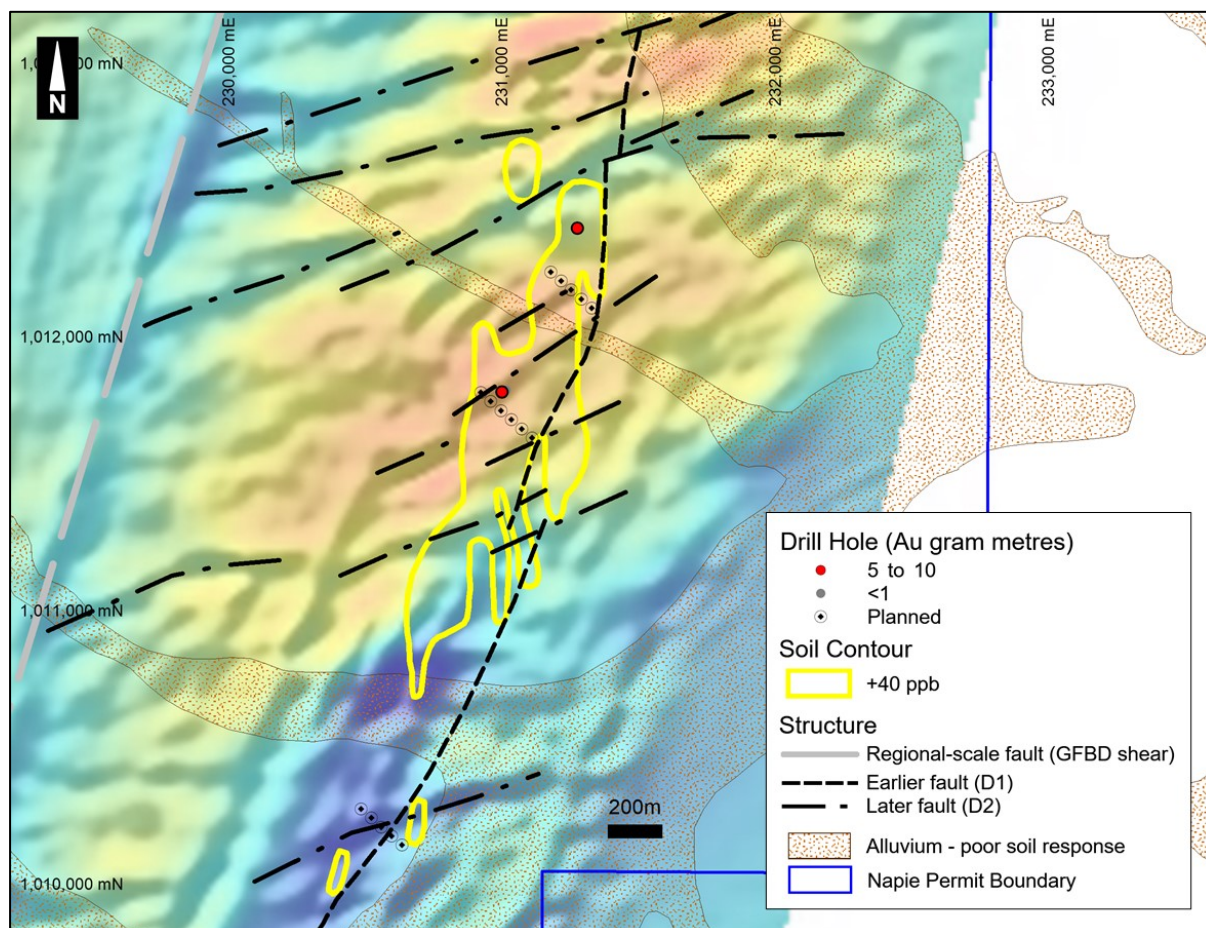 230,000 mE
231,000 mE
232,000 mE
233,000 mE
N
1,012,000 mN
1,011,000 mN
1,010,000 mN
200m
Drill Hole (Au gram metres)
5 to 10
<1
Planned
Soil Contour
+40 ppb
Structure
Regional-scale fault (GFBD shear)
Earlier fault (D1)
Later fault (D2)
Alluvium - poor soil response
Napie Permit Boundary